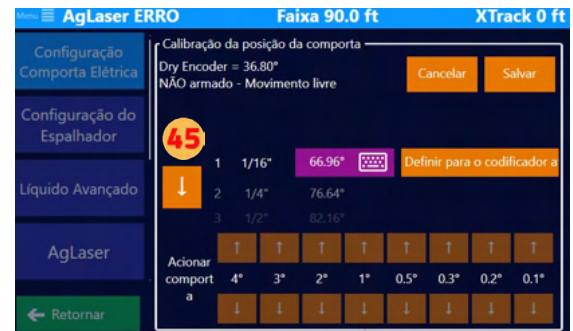 Menu AgLaser ERRO Faixa 90.0 ft XTrack 0 ft
Configuração
Comporta Elétrica
Configuração do
Espalhador
Líquido Avançado
AgLaser
Retornar
Calibração da posição da comporta
Dry Encoder = 36.80°
NÃO armado - Movimento livre
Cancelar
Salvar
45
1 1/16" 66.96° Definir para o codificador a
2 1/4" 76.64°
3 1/2" 82.16°
Acionar
comport
a
4° 3° 2° 1° 0.5° 0.3° 0.2° 0.1°